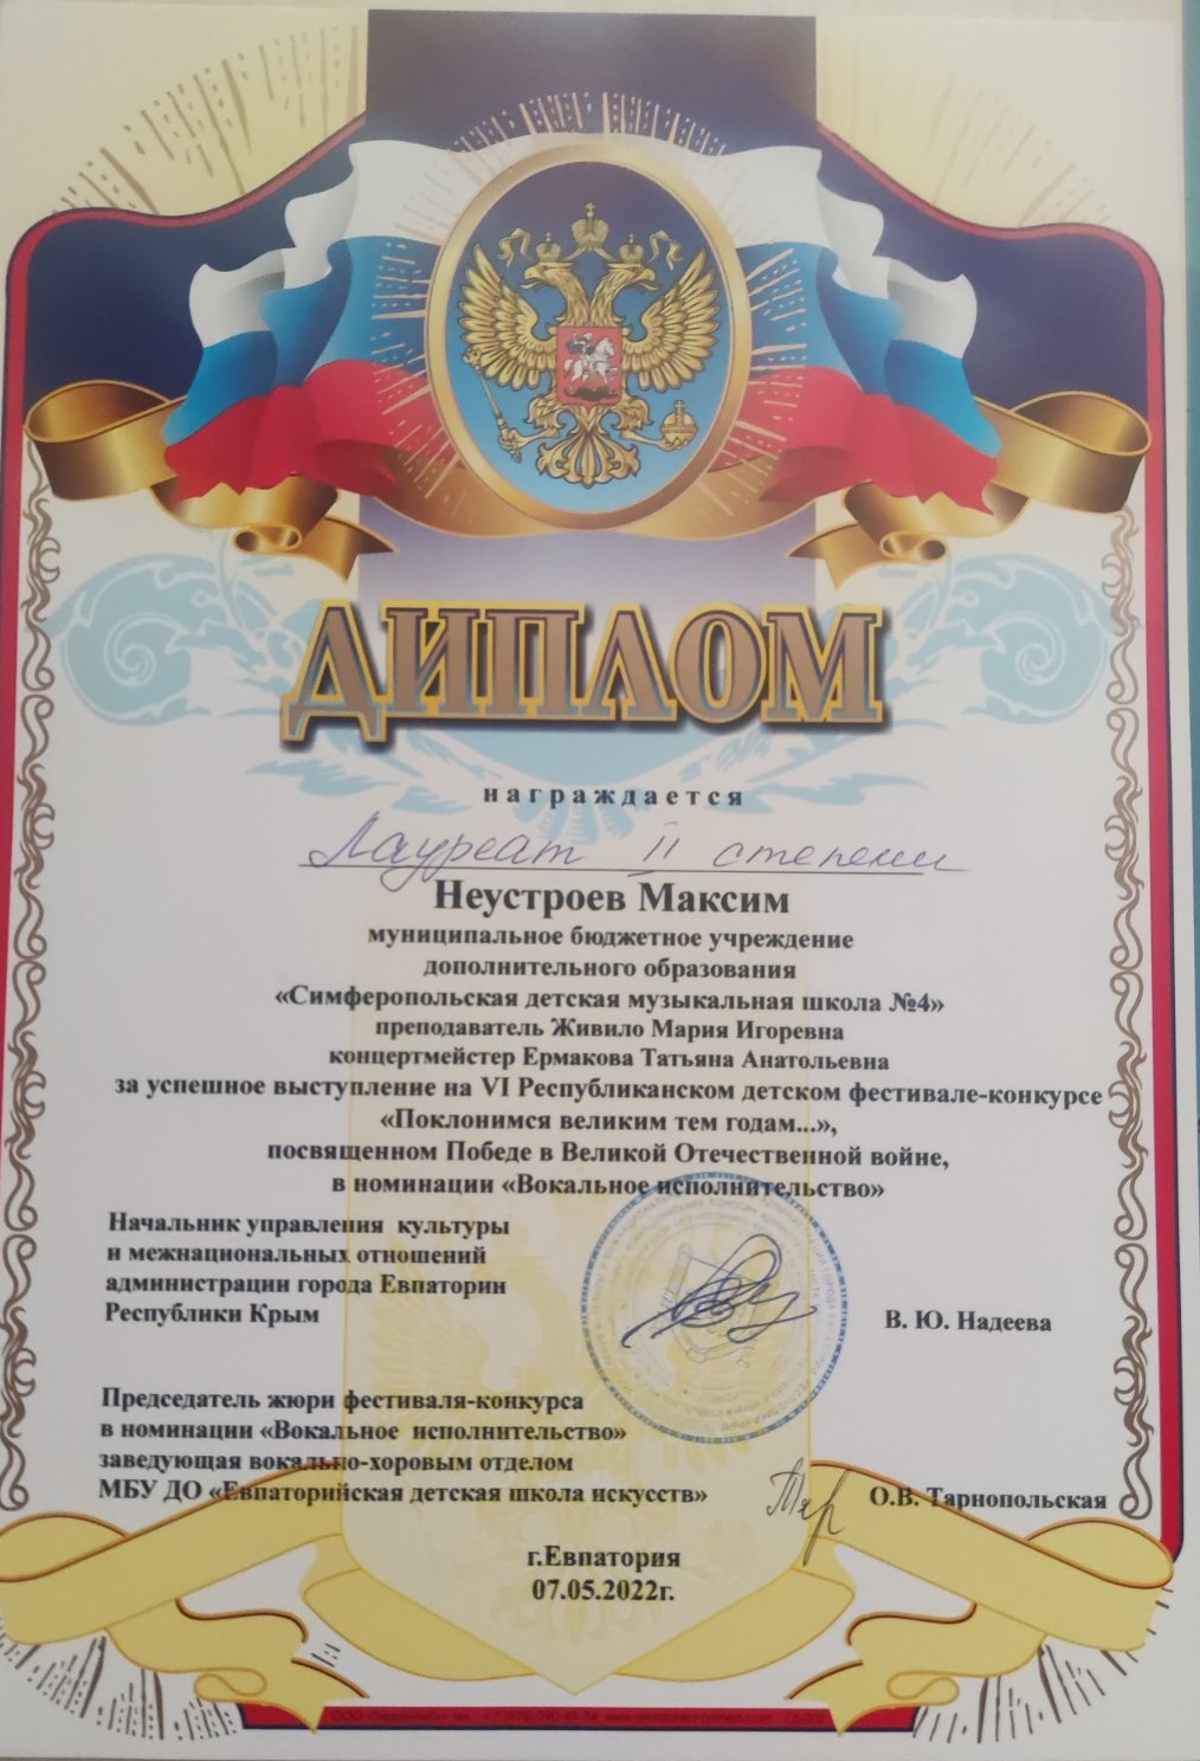 ДИПЛОМ
награждается
Лауреат II степени
Неустроев Максим
муниципальное бюджетное учреждение
дополнительного образования
«Симферопольская детская музыкальная школа №4»
преподаватель Живило Мария Игоревна
концертмейстер Ермакова Татьяна Анатольевна
за успешное выступление на VI Республиканском детском фестивале-конкурсе
«Поклонимся великим тем годам...»,
посвященном Победе в Великой Отечественной войне,
в номинации «Вокальное исполнительство»
Начальник управления культуры
и межнациональных отношений
администрации города Евпатории
Республики Крым
В. Ю. Надеева
Председатель жюри фестиваля-конкурса
в номинации «Вокальное исполнительство»
заведующая вокально-хоровым отделом
МБУ ДО «Евпаторийская детская школа искусств»
О.В. Тарнопольская
г.Евпатория
07.05.2022г.